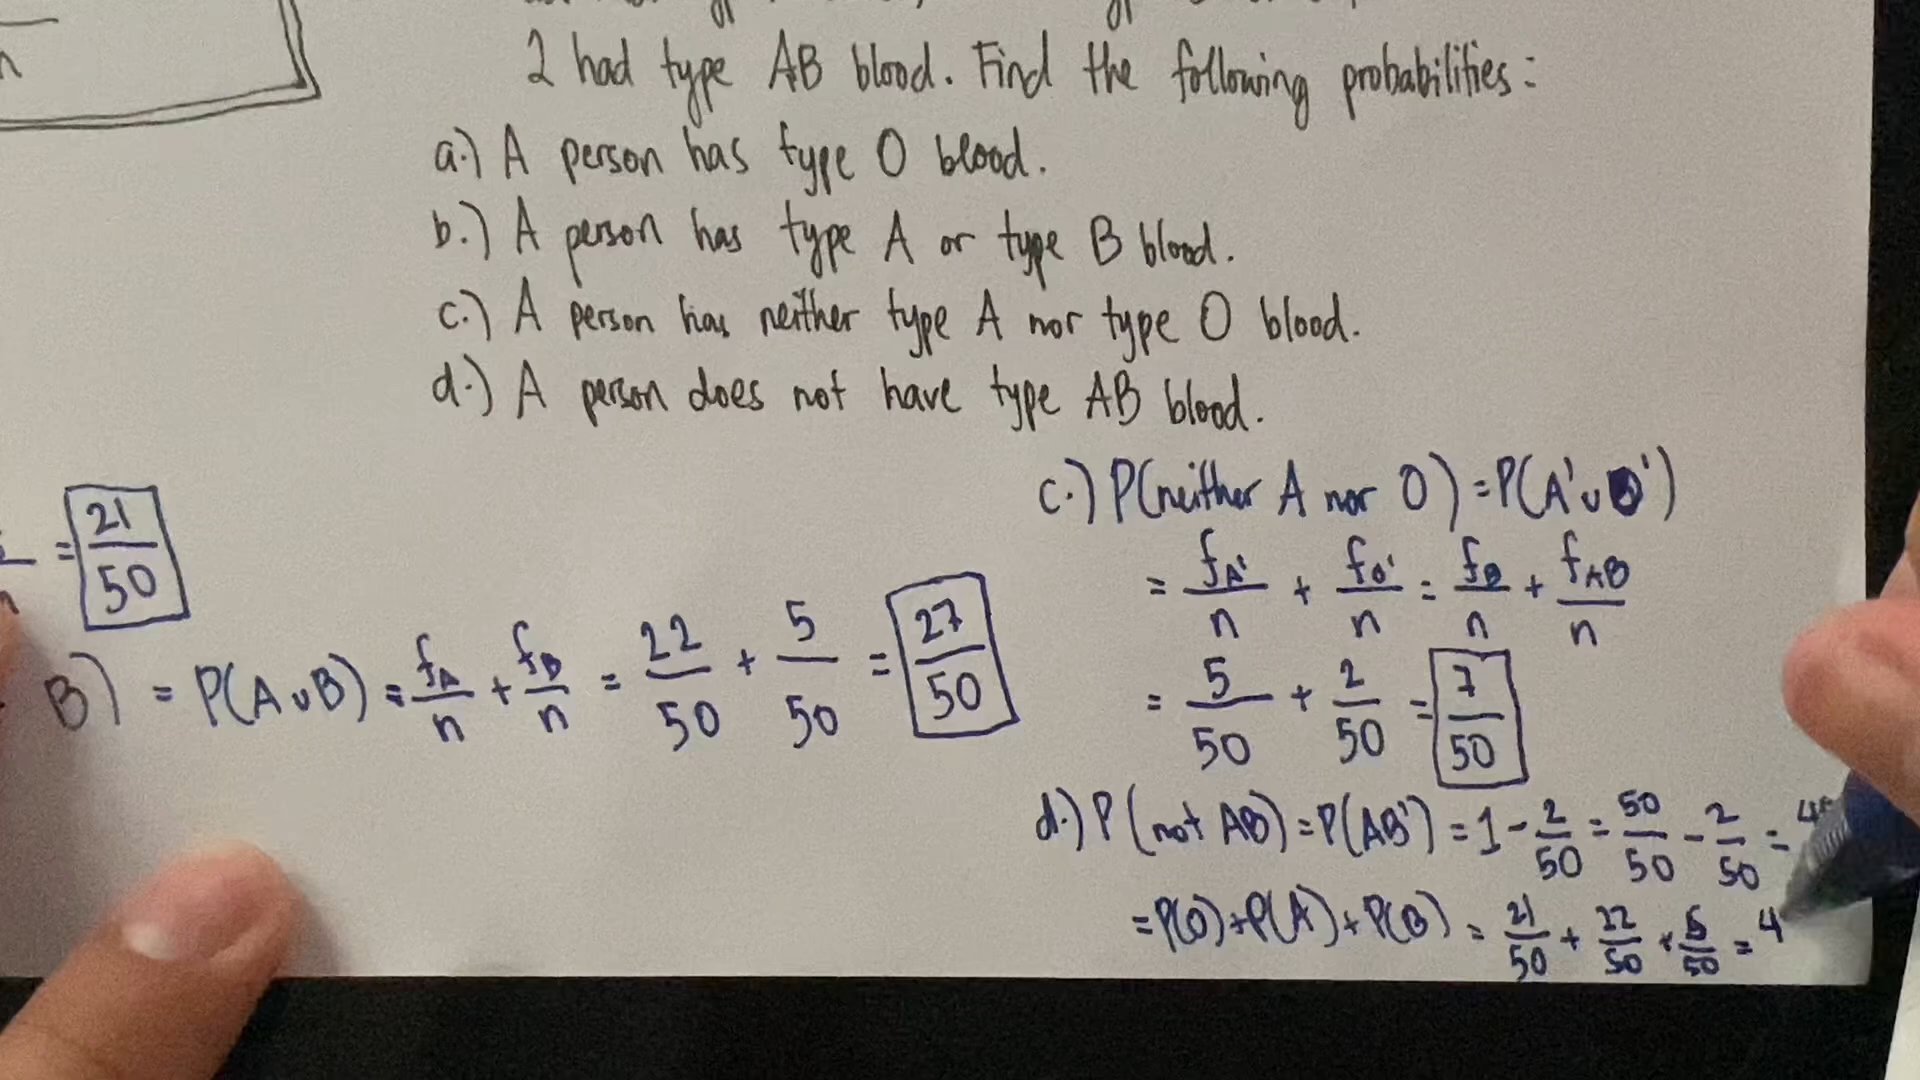 n
2 had type AB blood. Find the following probabilities:
a.) A person has type O blood.
b.) A person has type A or type B blood.
c.) A person has neither type A nor type O blood.
d.) A person does not have type AB blood.
= 21/50
B) = P(A∪B) = f_A/n + f_B/n = 22/50 + 5/50 = 27/50
c.) P(neither A nor O) = P(A'∪O')
= f_A'/n + f_O'/n = f_B/n + f_AB/n
= 5/50 + 2/50 = 7/50
d.) P(not AB) = P(AB') = 1 - 2/50 = 50/50 - 2/50 =
= P(O) + P(A) + P(B) = 21/50 + 22/50 + 5/50 = 4